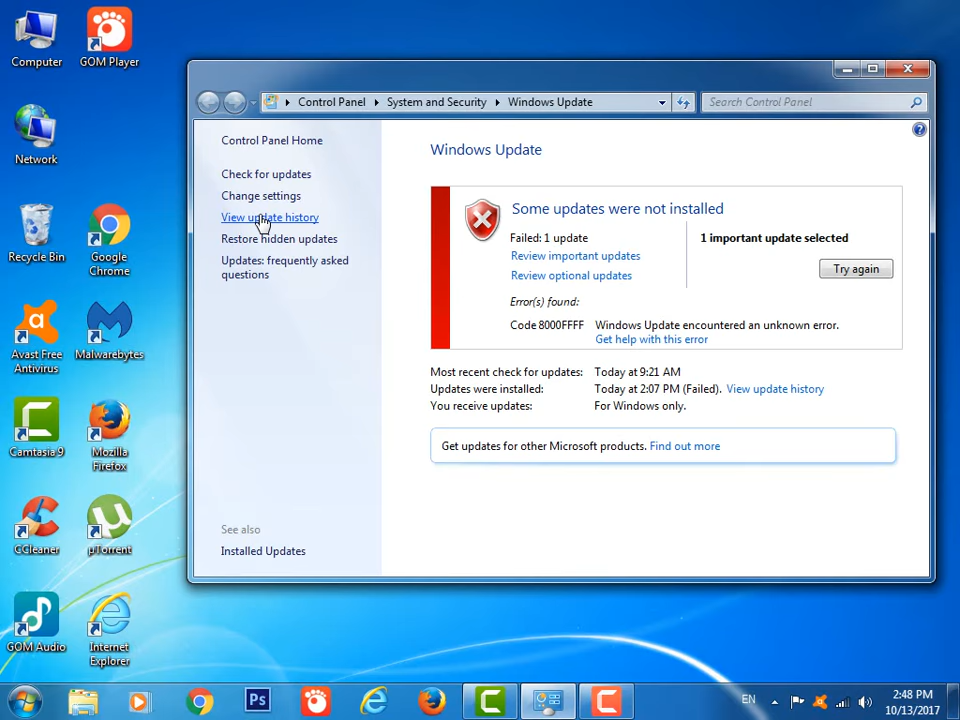 Computer
GOM Player
Network
Recycle Bin
Google
Chrome
Avast Free
Antivirus
Malwarebytes
Camtasia 9
Mozilla
Firefox
CCleaner
µTorrent
GOM Audio
Internet
Explorer
Control Panel
System and Security
Windows Update
Search Control Panel
Control Panel Home
Check for updates
Change settings
View update history
Restore hidden updates
Updates: frequently asked
questions
See also
Installed Updates
Windows Update
Some updates were not installed
Failed: 1 update
Review important updates
Review optional updates
Error(s) found:
Code 8000FFFF Windows Update encountered an unknown error.
Get help with this error
1 important update selected
Try again
Most recent check for updates: Today at 9:21 AM
Updates were installed: Today at 2:07 PM (Failed). View update history
You receive updates: For Windows only.
Get updates for other Microsoft products. Find out more
Ps
EN
2:48 PM
10/13/2017